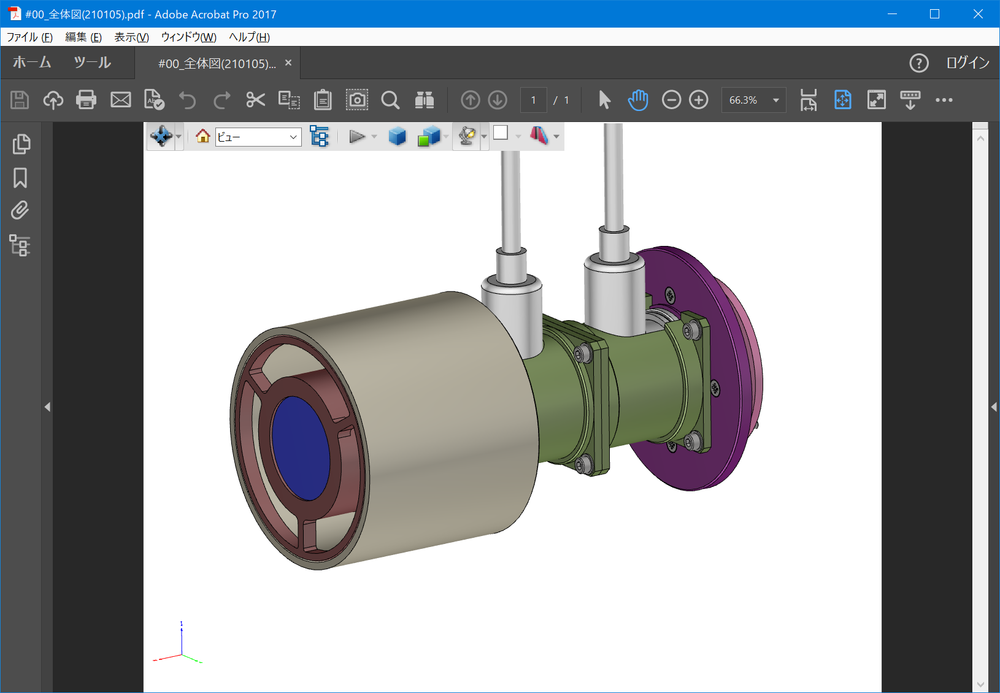 #00_全体図(210105).pdf - Adobe Acrobat Pro 2017
ファイル (F) 編集 (E) 表示(V) ウィンドウ(W) ヘルプ(H)
ホーム ツール #00_全体図(210105)... × ? ログイン
1 / 1 66.3%
ビュー